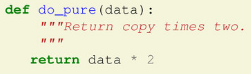 def do_pure(data):
    """Return copy times two.
    """
    return data * 2